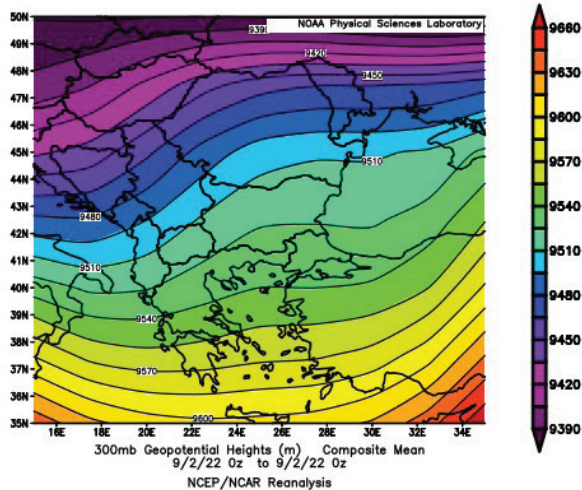 NOAA Physical Sciences Laboratory
50N
49N
48N
47N
46N
45N
44N
43N
42N
41N
40N
39N
38N
37N
36N
35N
9390
9420
9450
9510
9480
9510
9540
9570
9600
16E
18E
20E
22E
24E
26E
28E
30E
32E
34E
300mb Geopotential Heights (m) Composite Mean
9/2/22 0z to 9/2/22 0z
NCEP/NCAR Reanalysis
9660
9630
9600
9570
9540
9510
9480
9450
9420
9390